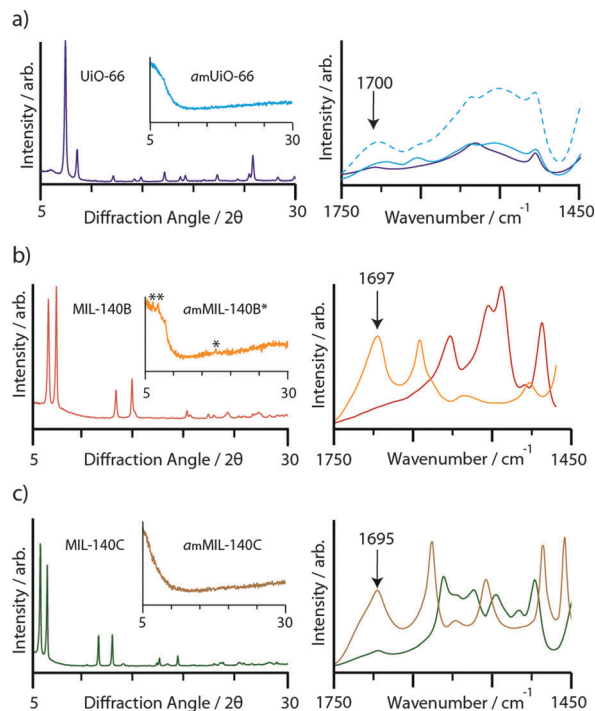 a)
Intensity / arb.
UiO-66
amUiO-66
5
30
5
30
Diffraction Angle / 2θ
Intensity / arb.
1700
1750
1450
Wavenumber / cm-1
b)
Intensity / arb.
MIL-140B
**
amMIL-140B*
*
5
30
5
30
Diffraction Angle / 2θ
Intensity / arb.
1697
1750
1450
Wavenumber / cm-1
c)
Intensity / arb.
MIL-140C
amMIL-140C
5
30
5
30
Diffraction Angle / 2θ
Intensity / arb.
1695
1750
1450
Wavenumber / cm-1